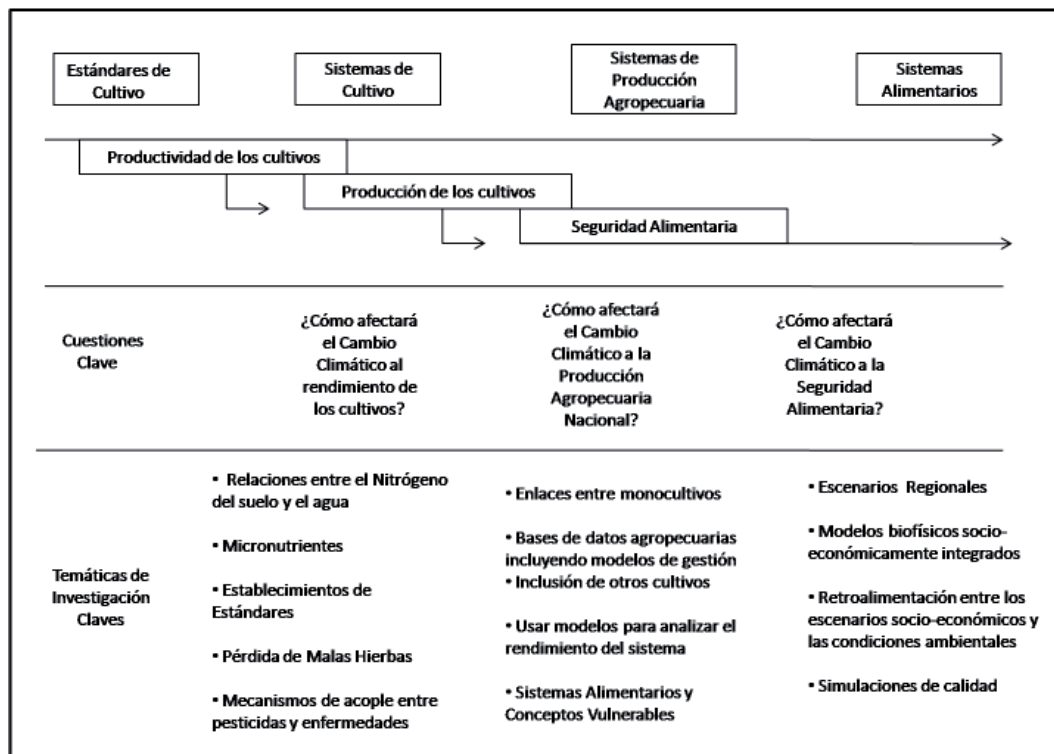 Estándares de
Cultivo
Sistemas de
Cultivo
Sistemas de
Producción
Agropecuaria
Sistemas
Alimentarios
Productividad de los cultivos
Producción de los cultivos
Seguridad Alimentaria
Cuestiones
Clave
¿Cómo afectará
el Cambio
Climático al
rendimiento de
los cultivos?
¿Cómo afectará
el Cambio
Climático a la
Producción
Agropecuaria
Nacional?
¿Cómo afectará
el Cambio
Climático a la
Seguridad
Alimentaria?
Temáticas de
Investigación
Claves
• Relaciones entre el Nitrógeno
del suelo y el agua
• Micronutrientes
• Establecimientos de
Estándares
• Pérdida de Malas Hierbas
• Mecanismos de acople entre
pesticidas y enfermedades
• Enlaces entre monocultivos
• Bases de datos agropecuarias
incluyendo modelos de gestión
• Inclusión de otros cultivos
• Usar modelos para analizar el
rendimiento del sistema
• Sistemas Alimentarios y
Conceptos Vulnerables
• Escenarios Regionales
• Modelos biofísicos socio-
económicamente integrados
• Retroalimentación entre los
escenarios socio-económicos y
las condiciones ambientales
• Simulaciones de calidad